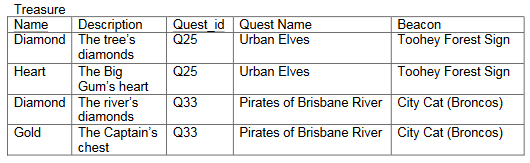 Treasure
Name Description Quest_id Quest Name Beacon
Diamond The tree's Q25 Urban Elves Toohey Forest Sign
diamonds
Heart The Big Q25 Urban Elves Toohey Forest Sign
Gum's heart
Diamond The river's Q33 Pirates of Brisbane River City Cat (Broncos)
diamonds
Gold The Captain's Q33 Pirates of Brisbane River City Cat (Broncos)
chest